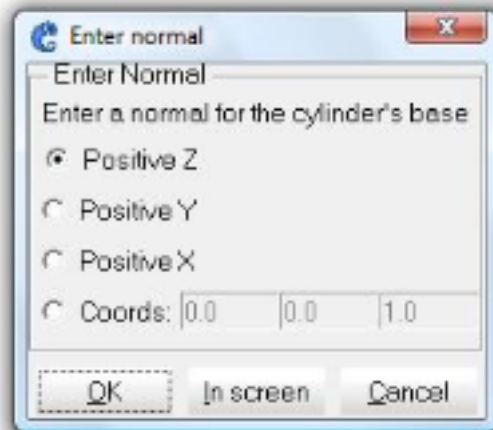 Enter normal
Enter Normal
Enter a normal for the cylinder's base
Positive Z
Positive Y
Positive X
Coords: 0.0 0.0 1.0
OK In screen Cancel